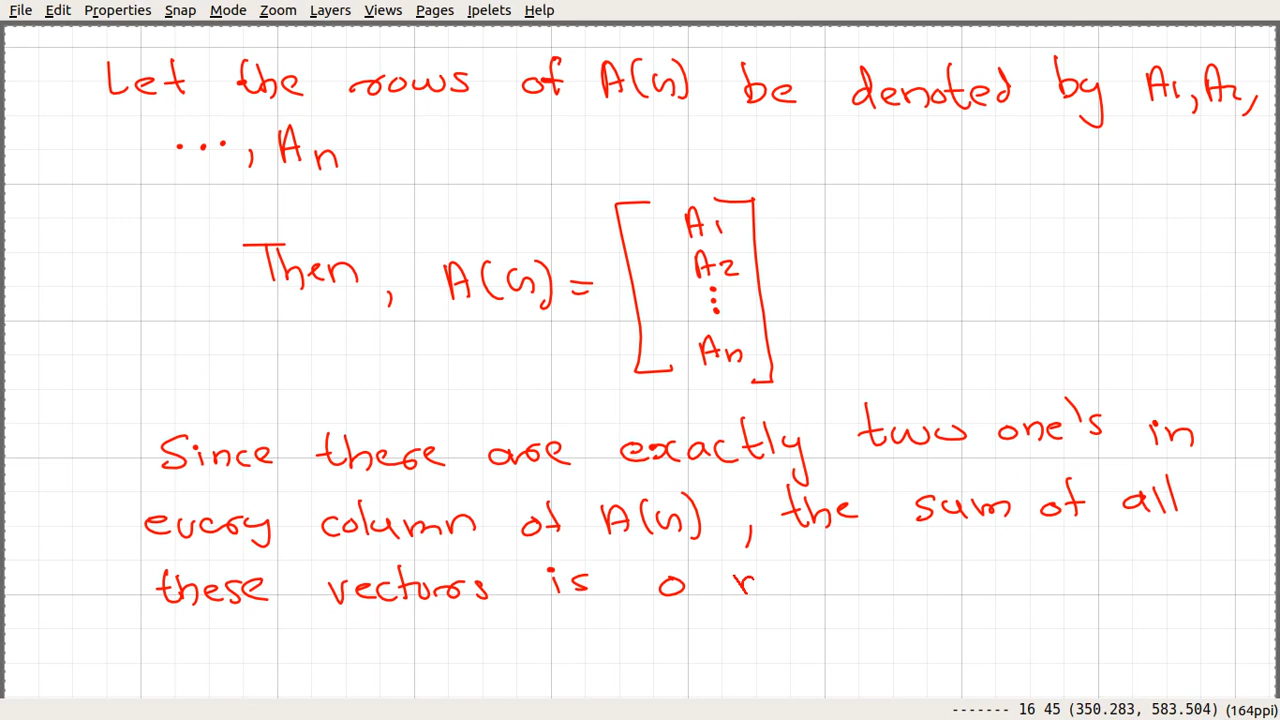 File Edit Properties Snap Mode Zoom Layers Views Pages Ipelets Help
Let the rows of A(G) be denoted by A1, A2,
..., An
Then, A(G) = [A1
A2
⋮
An]
Since there are exactly two one's in
every column of A(G), the sum of all
these vectors is 0
------- 16 45 (350.283, 583.504) (164ppi)